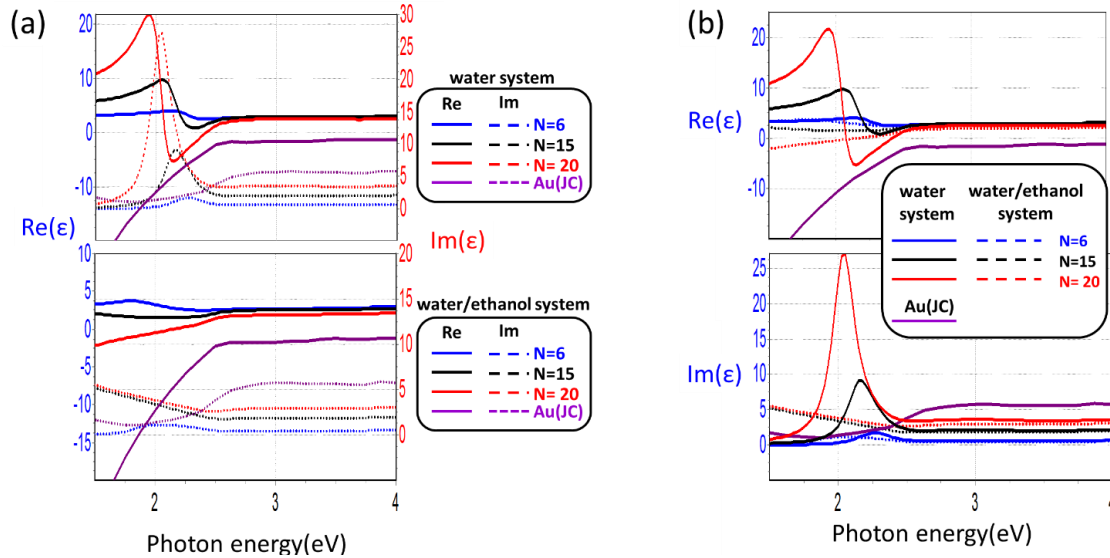 (a)
20
10
0
-10
30
25
20
15
10
5
0
water system
Re Im
N=6
N=15
N= 20
Au(JC)
Re(ε)
Im(ε)
10
5
0
-5
-10
-15
20
15
10
5
0
water/ethanol system
Re Im
N=6
N=15
N= 20
Au(JC)
2 3 4
Photon energy(eV)
(b)
20
10
0
-10
Re(ε)
water system
water/ethanol system
N=6
N=15
N= 20
Au(JC)
25
20
15
10
5
0
Im(ε)
2 3 4
Photon energy(eV)